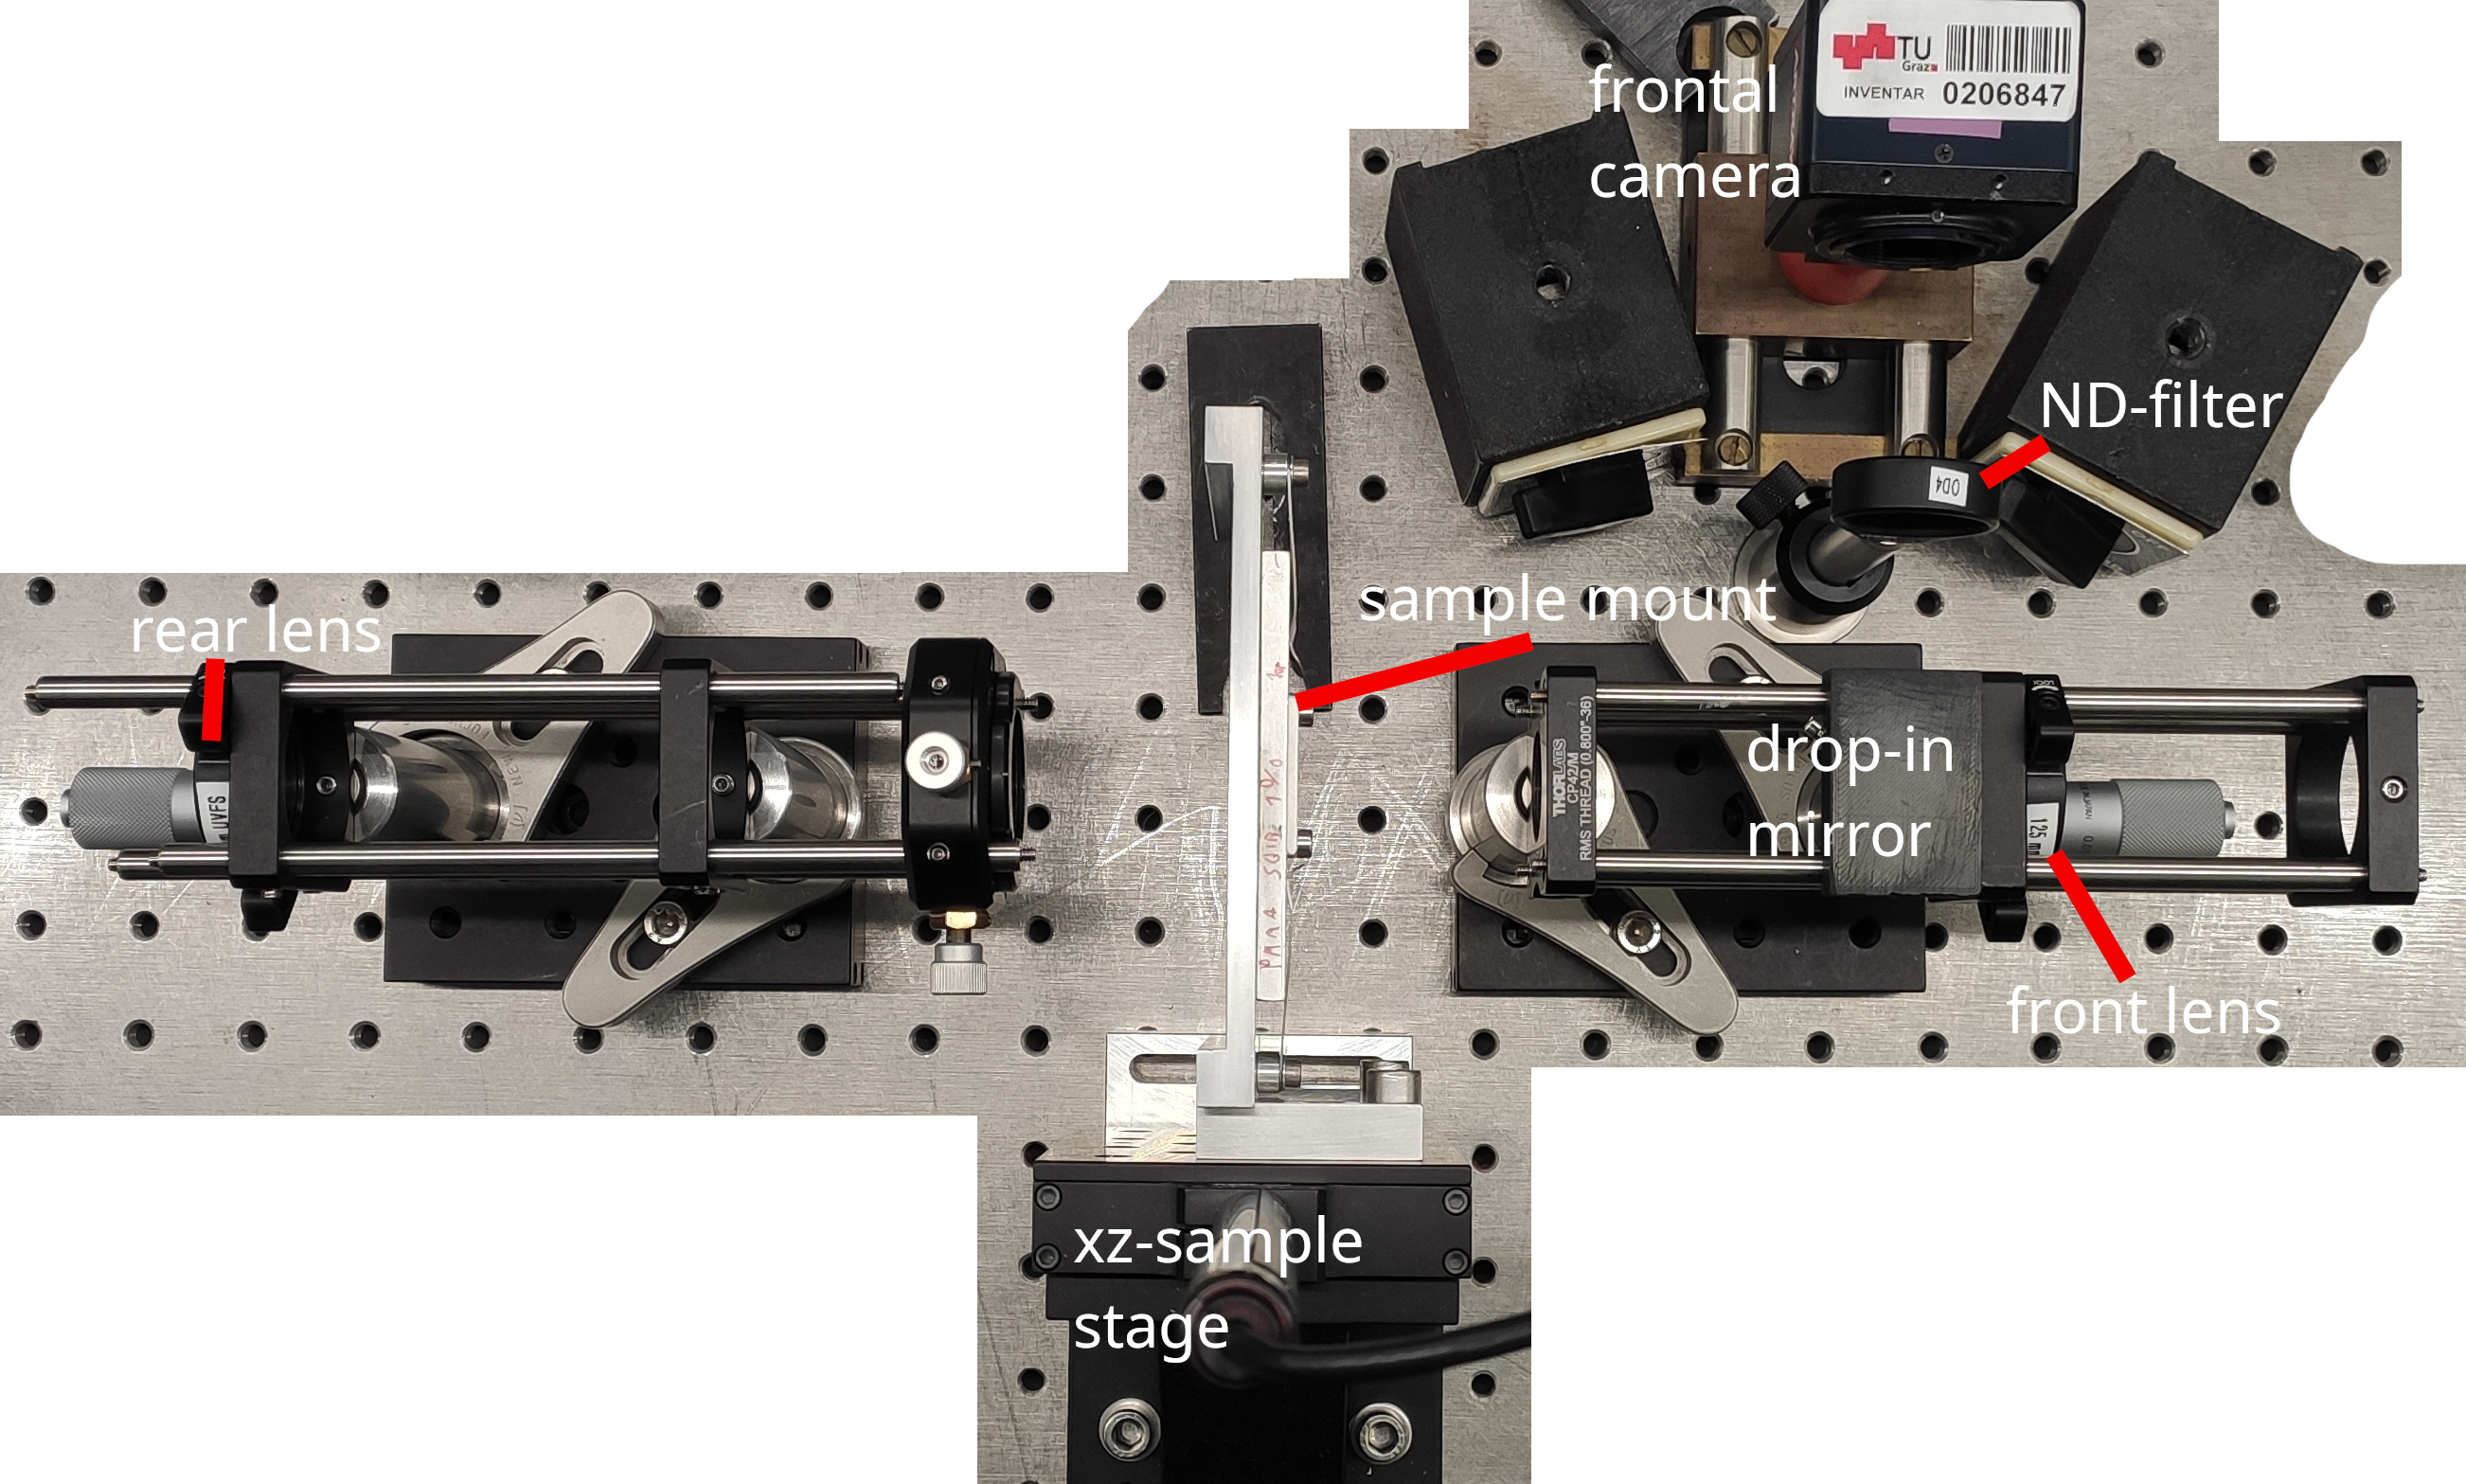 TU
Graz
INVENTAR 0206847
frontal
camera
ND-filter
OD4
sample mount
rear lens
UVFS
THORLABS
CP42/M
RMS THREAD (0.800"-36)
drop-in
mirror
125
front lens
PMMA
xz-sample
stage